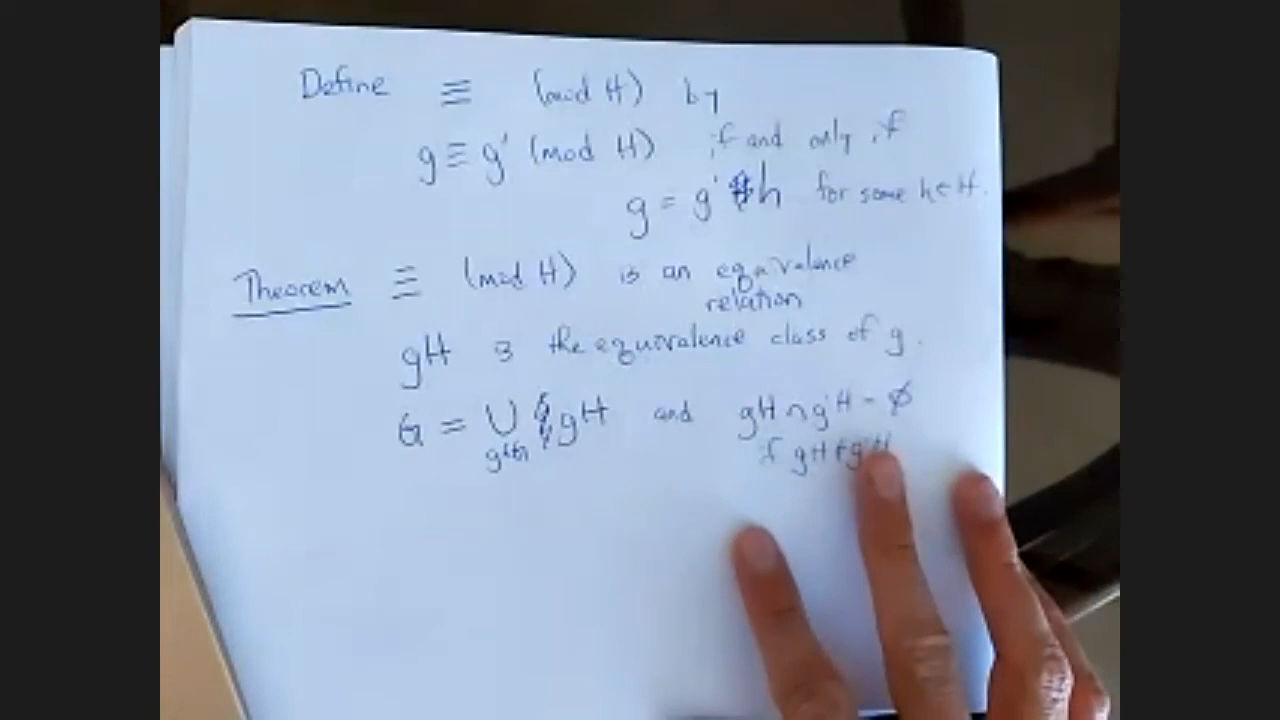 Define ≡ (mod H) by
g ≡ g' (mod H) if and only if
g = g' h for some h ∈ H.
Theorem ≡ (mod H) is an equivalence
relation
gH is the equivalence class of g.
G = ∪ gH and gH ∩ g'H = ∅
g∈G if gH ≠ g'H